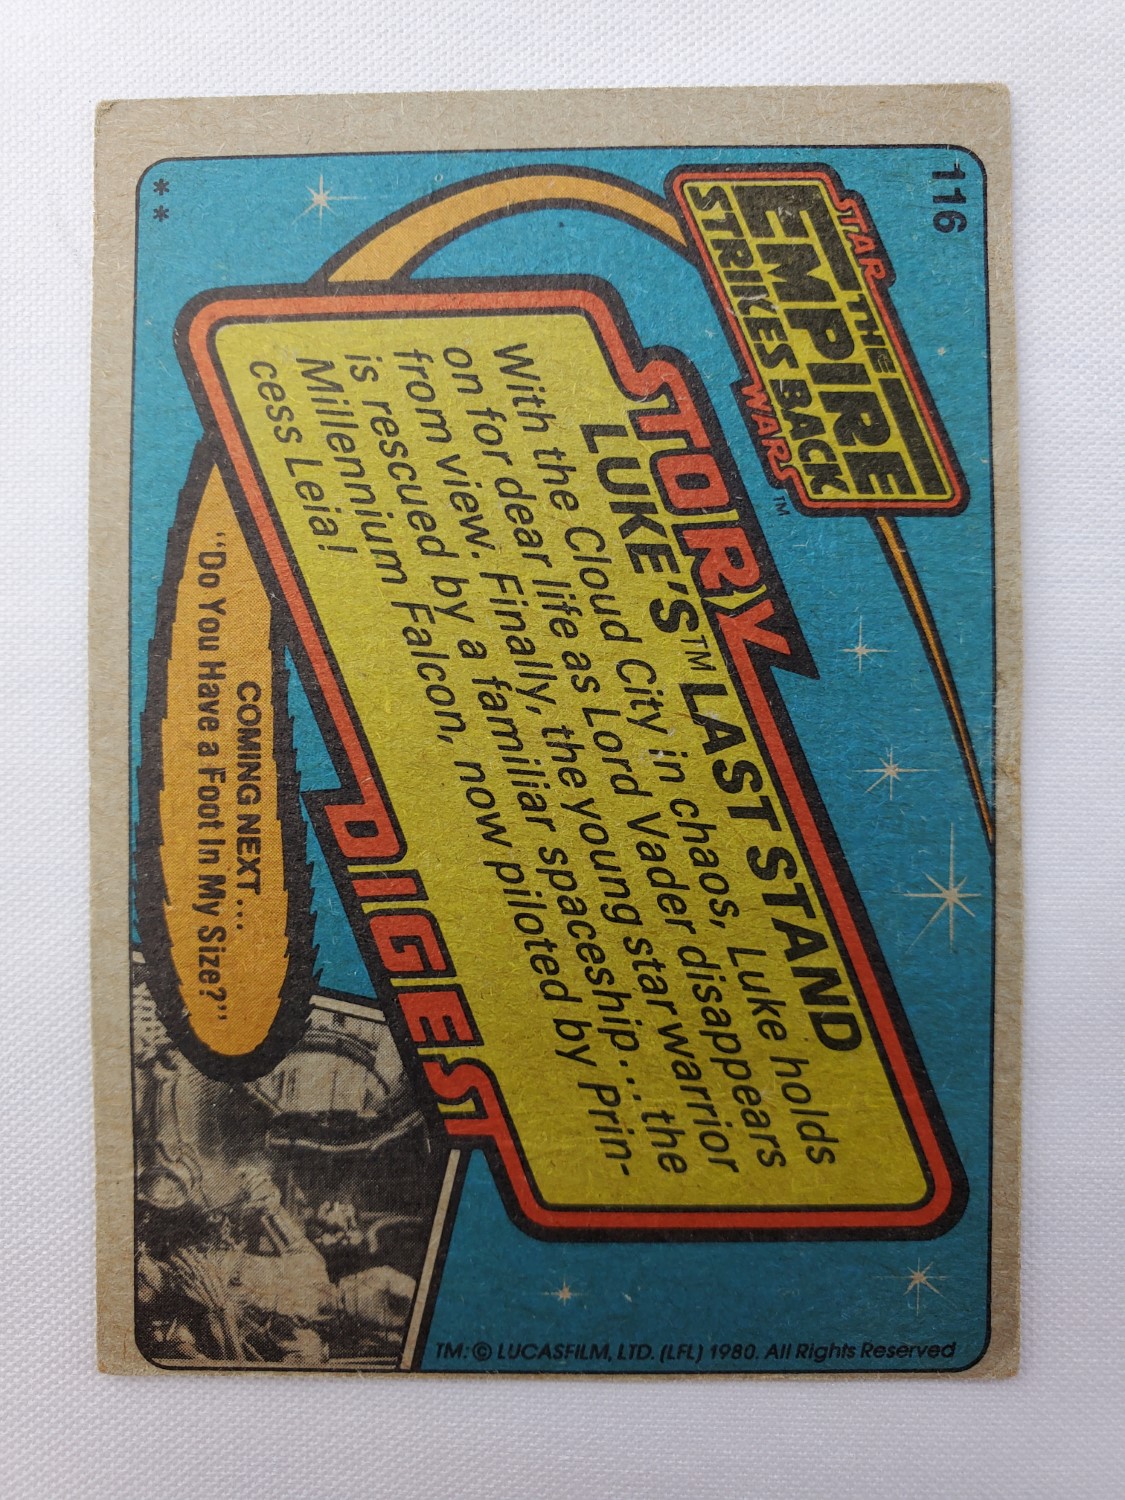 116
STAR
THE
EMPIRE
STRIKES BACK
WARS™
STORY
LUKE'S™ LAST STAND
With the Cloud City in chaos, Luke holds
on for dear life as Lord Vader disappears
from view. Finally, the young star warrior
is rescued by a familiar spaceship...the
Millennium Falcon, now piloted by Prin-
cess Leia!
DIGEST
COMING NEXT...
"Do You Have a Foot In My Size?"
**
TM: © LUCASFILM, LTD. (LFL) 1980. All Rights Reserved